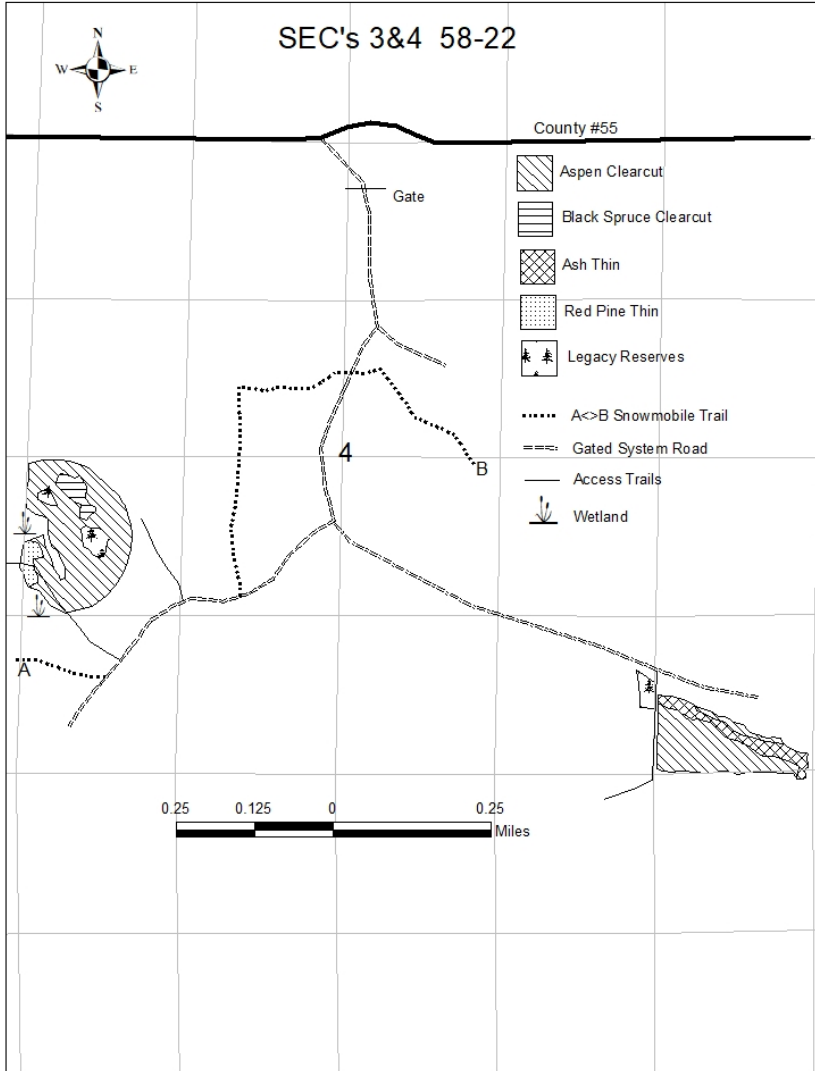 SEC's 3&4 58-22
N
W E
S
County #55
Gate
Aspen Clearcut
Black Spruce Clearcut
Ash Thin
Red Pine Thin
Legacy Reserves
A<>B Snowmobile Trail
Gated System Road
Access Trails
Wetland
4
B
A
0.25 0.125 0 0.25
Miles